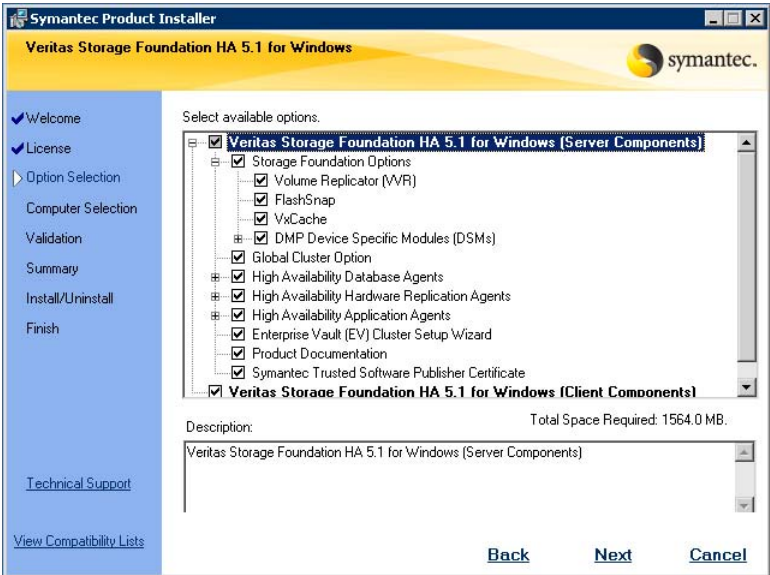 Symantec Product Installer
Veritas Storage Foundation HA 5.1 for Windows
symantec.
Welcome
License
Option Selection
Computer Selection
Validation
Summary
Install/Uninstall
Finish
Technical Support
View Compatibility Lists
Select available options.
Veritas Storage Foundation HA 5.1 for Windows (Server Components)
Storage Foundation Options
Volume Replicator (VVR)
FlashSnap
VxCache
DMP Device Specific Modules (DSMs)
Global Cluster Option
High Availability Database Agents
High Availability Hardware Replication Agents
High Availability Application Agents
Enterprise Vault (EV) Cluster Setup Wizard
Product Documentation
Symantec Trusted Software Publisher Certificate
Veritas Storage Foundation HA 5.1 for Windows (Client Components)
Total Space Required: 1564.0 MB.
Description:
Veritas Storage Foundation HA 5.1 for Windows (Server Components)
Back Next Cancel